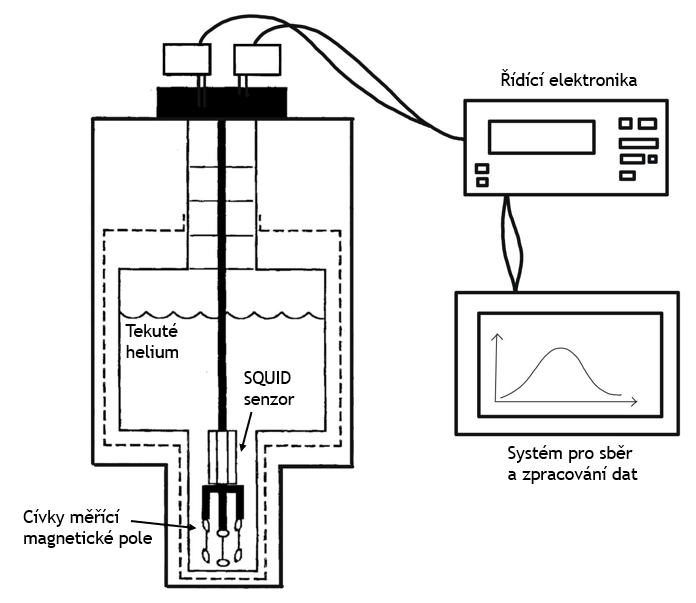 Řídící elektronika
Tekuté
helium
SQUID
senzor
Systém pro sběr
a zpracování dat
Cívky měřící
magnetické pole